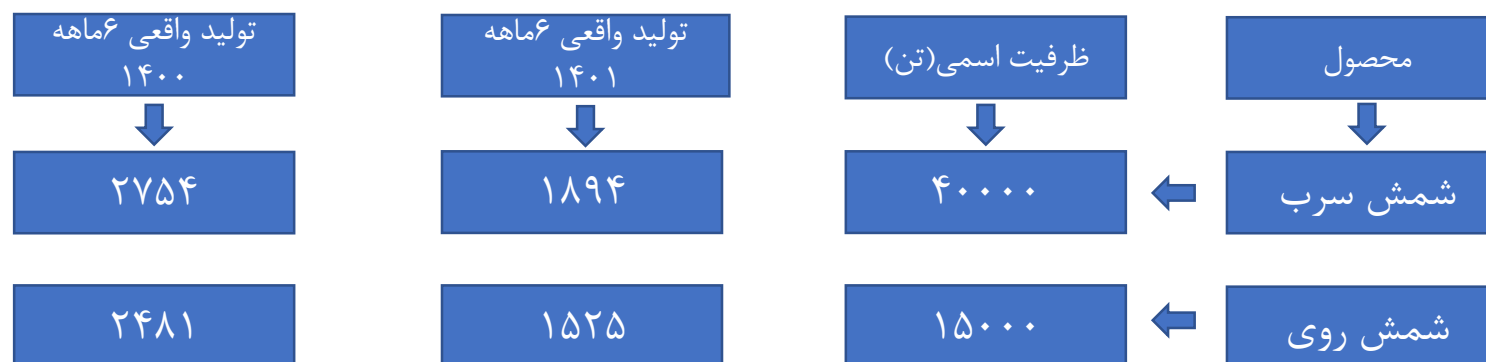 محصول
ظرفیت اسمی(تن)
تولید واقعی ۶ماهه
۱۴۰۱
تولید واقعی ۶ماهه
۱۴۰۰
شمش سرب
۴۰۰۰۰
۱۸۹۴
۲۷۵۴
شمش روی
۱۵۰۰۰
۱۵۲۵
۲۴۸۱